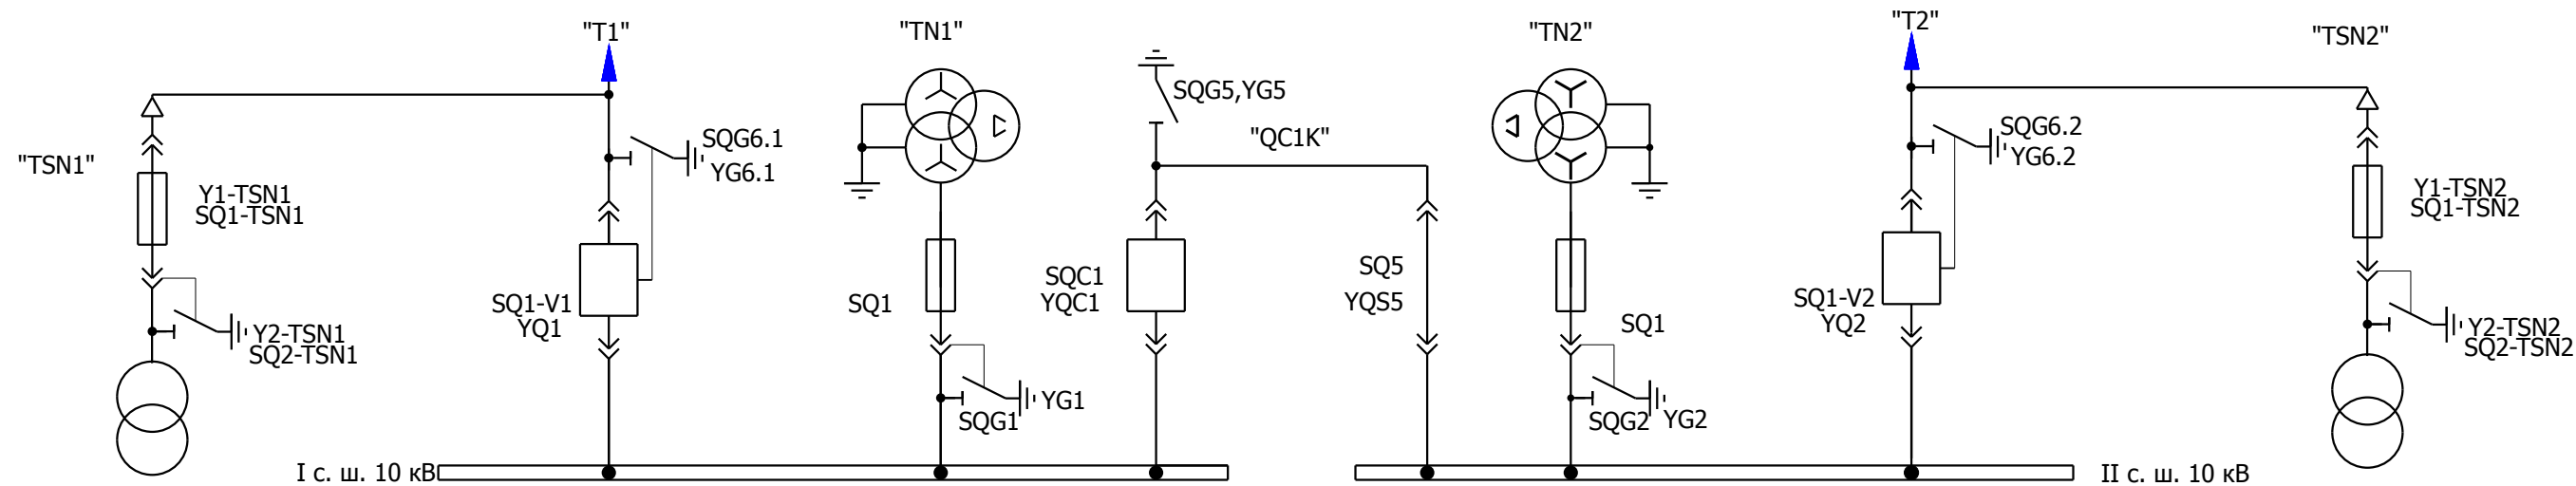 "T1"
"TN1"
"TN2"
"T2"
"TSN2"
SQG5,YG5
"QC1K"
SQG6.1
YG6.1
SQG6.2
YG6.2
"TSN1"
Y1-TSN1
SQ1-TSN1
Y1-TSN2
SQ1-TSN2
SQ1-V1
YQ1
SQ1
SQC1
YQC1
SQ5
YQS5
SQ1
SQ1-V2
YQ2
Y2-TSN1
SQ2-TSN1
Y2-TSN2
SQ2-TSN2
YG1
SQG1
SQG2
YG2
I с. ш. 10 кВ
II с. ш. 10 кВ